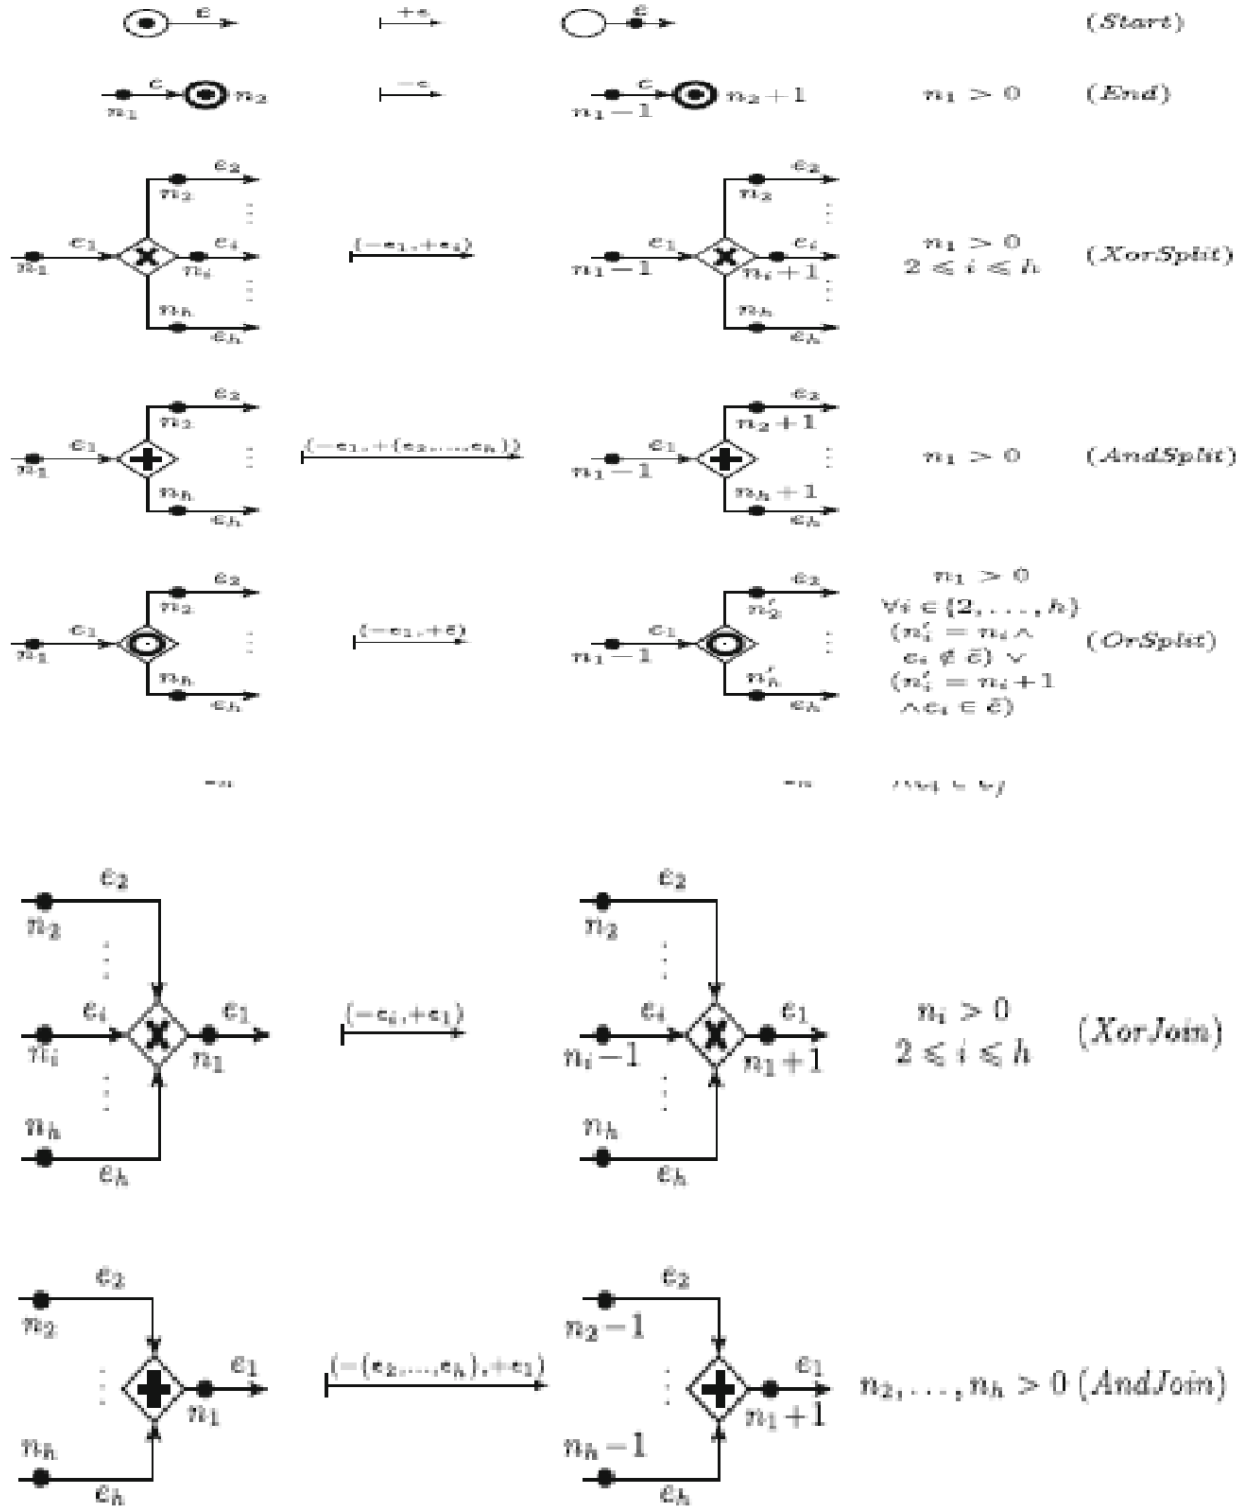 e +e e (Start)
e n₂ −e e n₂+1 n₁ > 0 (End)
n₁ n₁−1
e₂ e₂
n₂ n₂
e₁ eᵢ (−e₁,+eᵢ) e₁ eᵢ n₁ > 0 (XorSplit)
n₁ nᵢ n₁−1 nᵢ+1 2 ⩽ i ⩽ h
nₕ nₕ
eₕ eₕ
e₂ e₂
n₂ n₂+1
e₁ (−e₁,+(e₂,...,eₕ)) e₁ n₁ > 0 (AndSplit)
n₁ n₁−1
nₕ nₕ+1
eₕ eₕ
e₂ e₂ n₁ > 0
n₂ n′₂ ∀i ∈ {2, . . . , h}
e₁ (−e₁,+ē) e₁ (n′ᵢ = nᵢ ∧ (OrSplit)
n₁ n₁−1 eᵢ ∉ ē) ∨
nₕ n′ₕ (n′ᵢ = nᵢ+1
eₕ eₕ ∧eᵢ ∈ ē)
e₂ e₂
n₂ n₂
eᵢ e₁ (−eᵢ,+e₁) eᵢ e₁ nᵢ > 0 (XorJoin)
nᵢ n₁ nᵢ−1 n₁+1 2 ⩽ i ⩽ h
nₕ nₕ
eₕ eₕ
e₂ e₂
n₂ n₂−1
e₁ (−(e₂,...,eₕ),+e₁) e₁ n₂, . . . , nₕ > 0 (AndJoin)
n₁ n₁+1
nₕ nₕ−1
eₕ eₕ